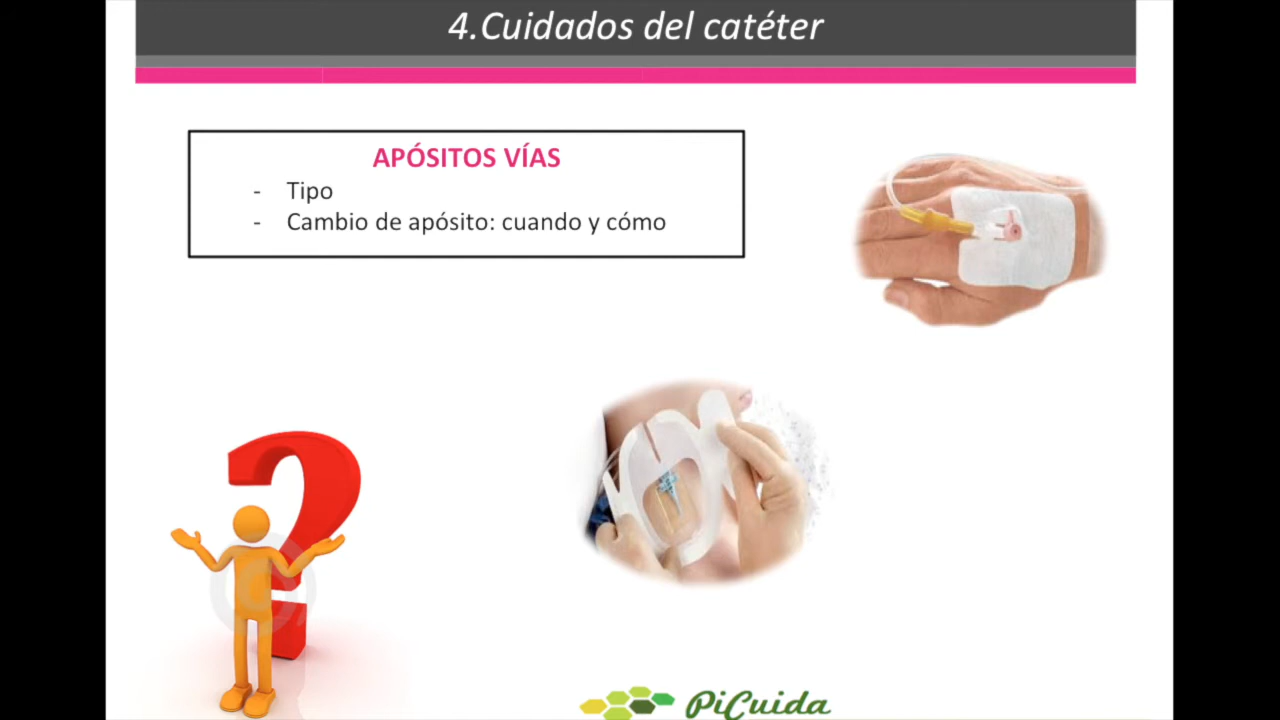 4.Cuidados del catéter
APÓSITOS VÍAS
- Tipo
- Cambio de apósito: cuando y cómo
PiCuida